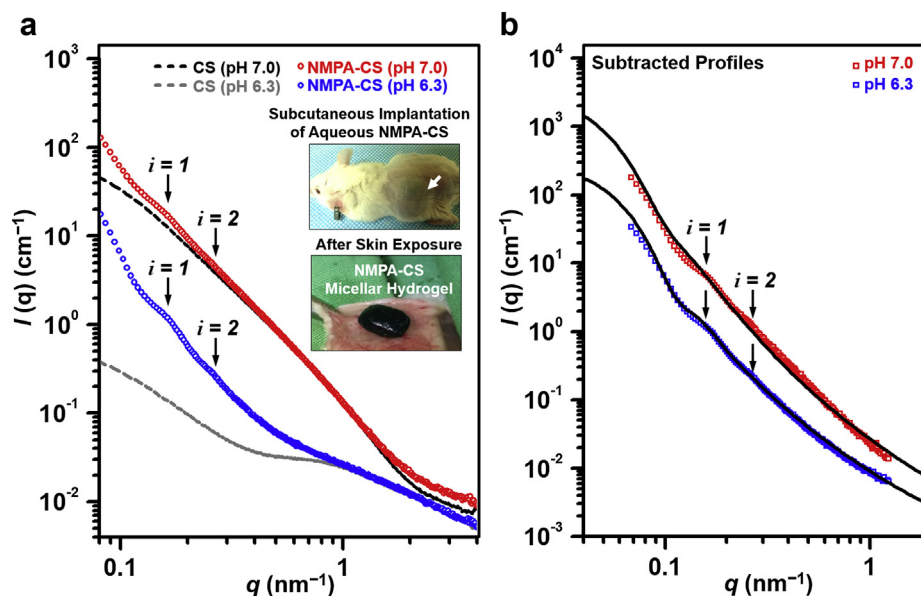 a
CS (pH 7.0)
NMPA-CS (pH 7.0)
CS (pH 6.3)
NMPA-CS (pH 6.3)
Subcutaneous Implantation
of Aqueous NMPA-CS
After Skin Exposure
NMPA-CS
Micellar Hydrogel
i = 1
i = 2
i = 1
i = 2
I (q) (cm⁻¹)
10³
10²
10¹
10⁰
10⁻¹
10⁻²
0.1
1
q (nm⁻¹)
b
Subtracted Profiles
pH 7.0
pH 6.3
i = 1
i = 2
I (q) (cm⁻¹)
10⁴
10³
10²
10¹
10⁰
10⁻¹
10⁻²
10⁻³
0.1
1
q (nm⁻¹)